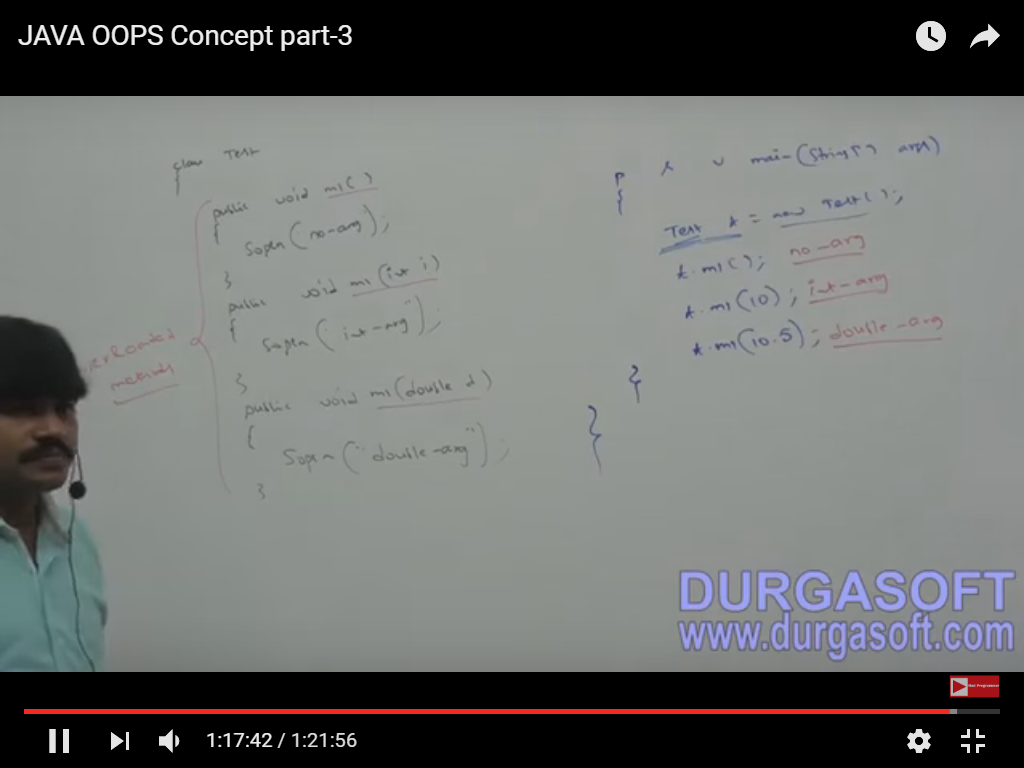 JAVA OOPS Concept part-3
class Test
{
public void m1( )
{
Sopln(no-arg);
}
public void m1(int i)
{
Sopln("int-arg");
}
public void m1(double d)
{
Sopln("double-arg");
}
methods
p s v main(String[] args)
{
Test t = new Test();
t.m1(); no-arg
t.m1(10); int-arg
t.m1(10.5); double-arg
}
}
DURGASOFT
www.durgasoft.com
1:17:42 / 1:21:56